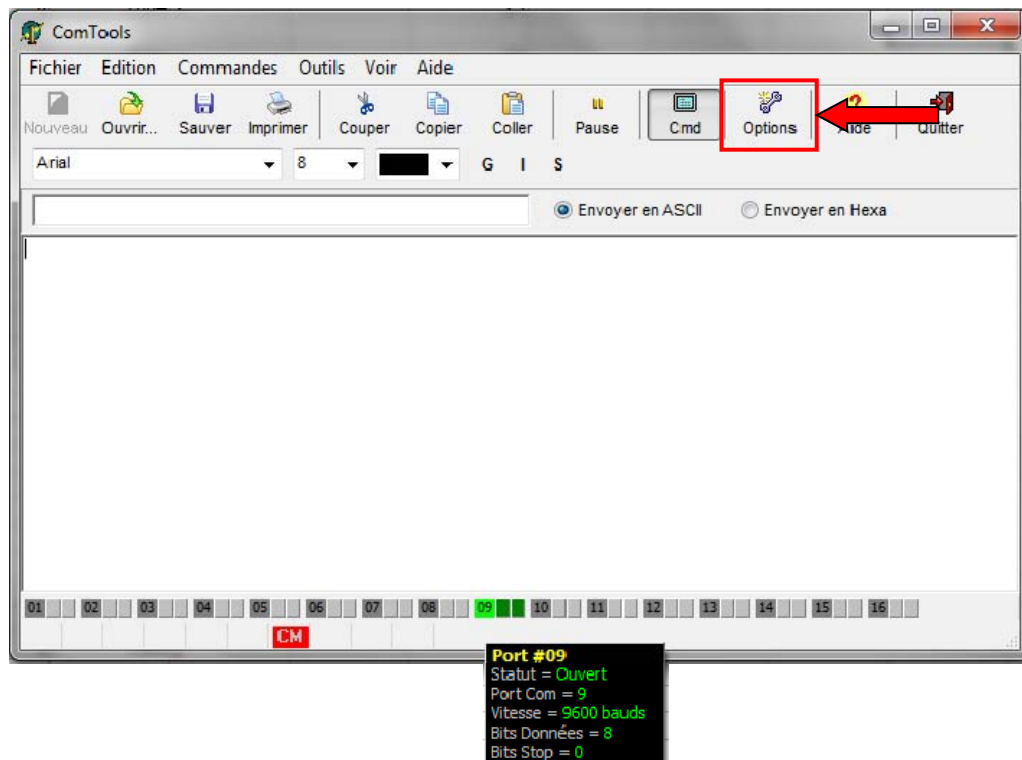 ComTools
Fichier Edition Commandes Outils Voir Aide
Nouveau Ouvrir... Sauver Imprimer Couper Copier Coller Pause Cmd Options Aide Quitter
Arial 8 G I S
Envoyer en ASCII Envoyer en Hexa
01 02 03 04 05 06 07 08 09 10 11 12 13 14 15 16
CM
Port #09
Statut = Ouvert
Port Com = 9
Vitesse = 9600 bauds
Bits Données = 8
Bits Stop = 0